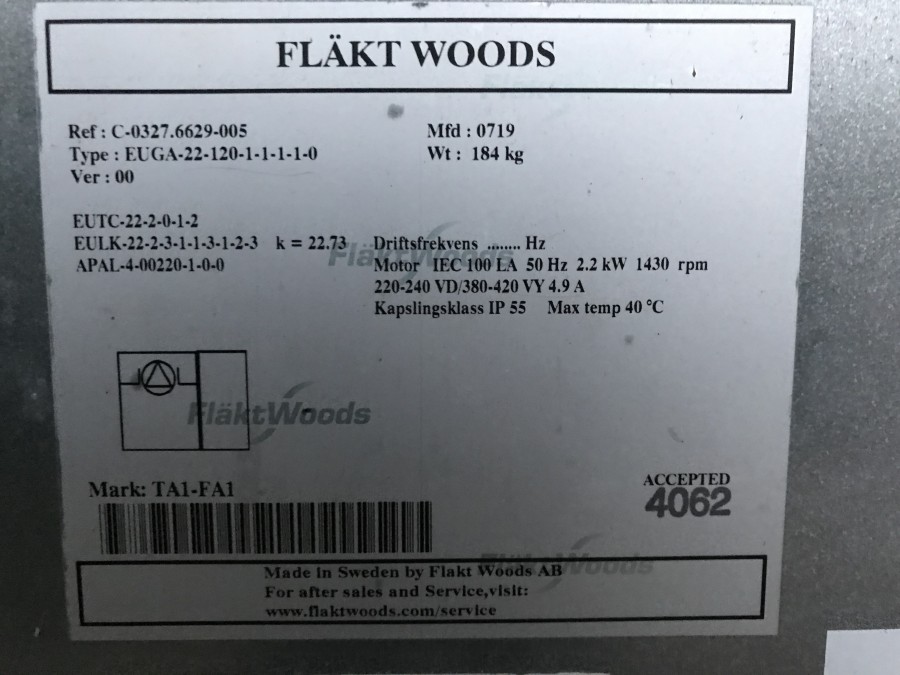 FLÄKT WOODS
Ref : C-0327.6629-005 Mfd : 0719
Type : EUGA-22-120-1-1-1-1-0 Wt : 184 kg
Ver : 00
EUTC-22-2-0-1-2
EULK-22-2-3-1-1-3-1-2-3 k = 22.73 Driftsfrekvens ........ Hz
FläktWoods
APAL-4-00220-1-0-0 Motor IEC 100 LA 50 Hz 2.2 kW 1430 rpm
220-240 VD/380-420 VY 4.9 A
Kapslingsklass IP 55 Max temp 40 °C
FläktWoods
Mark: TA1-FA1
ACCEPTED
4062
FläktWoods
Made in Sweden by Flakt Woods AB
For after sales and Service,visit:
www.flaktwoods.com/service